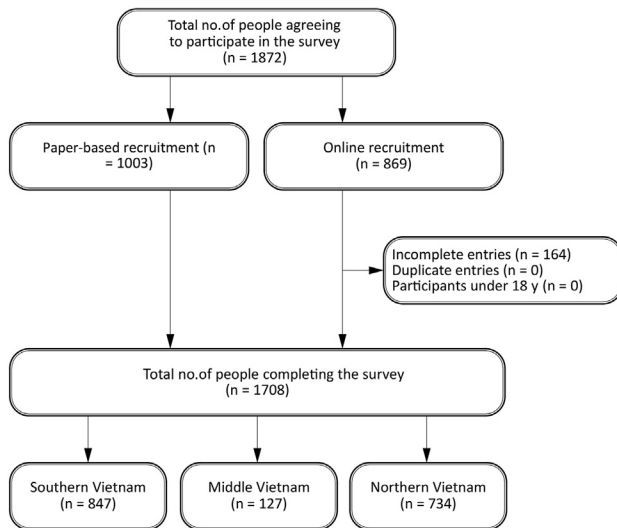 Total no.of people agreeing
to participate in the survey
(n = 1872)
Paper-based recruitment (n
= 1003)
Online recruitment
(n = 869)
Incomplete entries (n = 164)
Duplicate entries (n = 0)
Participants under 18 y (n = 0)
Total no.of people completing the survey
(n = 1708)
Southern Vietnam
(n = 847)
Middle Vietnam
(n = 127)
Northern Vietnam
(n = 734)